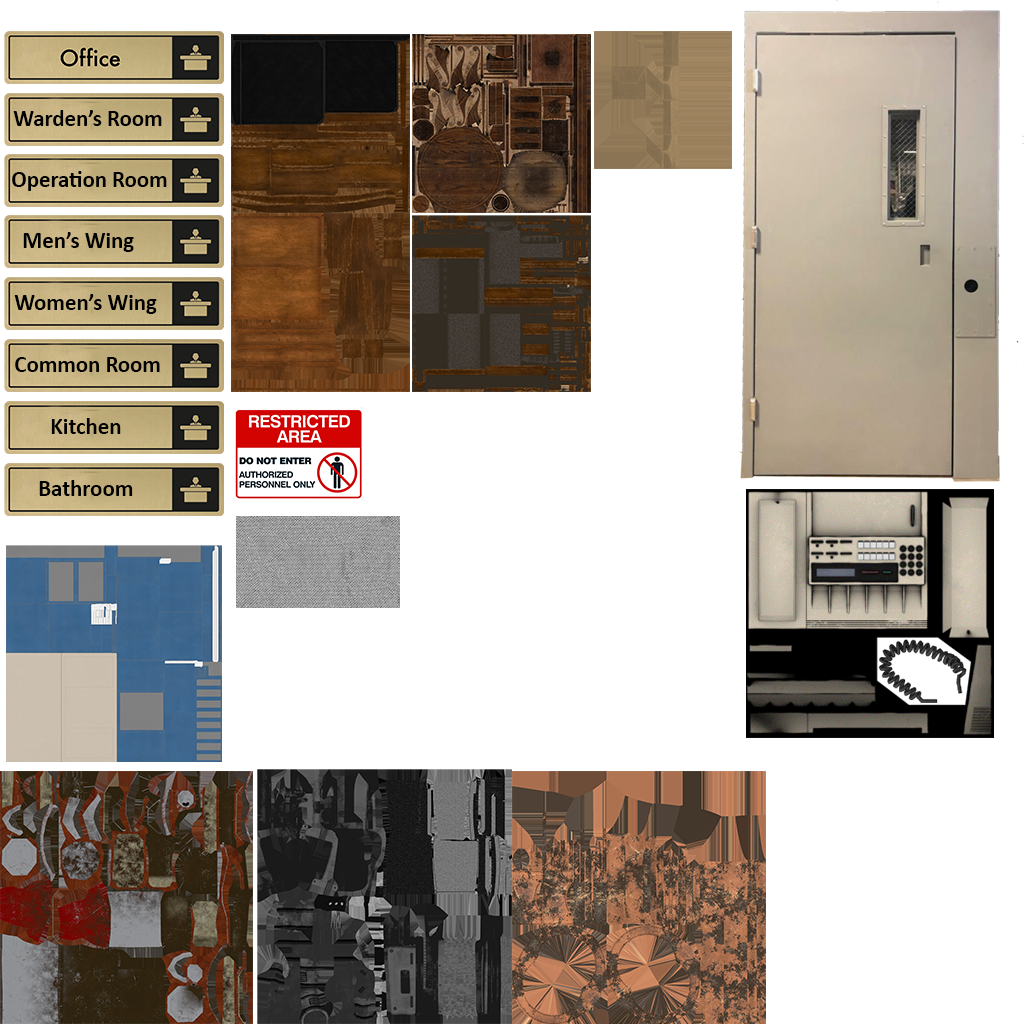 Office
Warden's Room
Operation Room
Men's Wing
Women's Wing
Common Room
Kitchen
Bathroom
RESTRICTED
AREA
DO NOT ENTER
AUTHORIZED
PERSONNEL ONLY